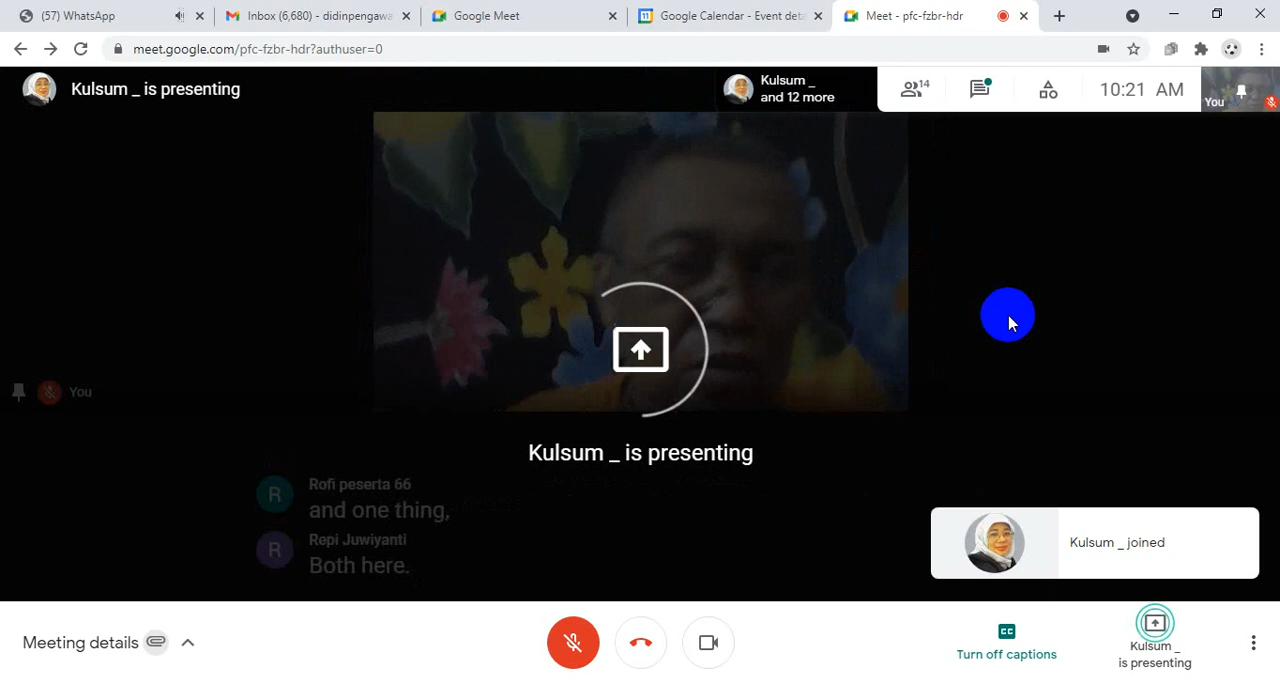 (57) WhatsApp
Inbox (6,680) - didinpengawa
Google Meet
Google Calendar - Event deta
Meet - pfc-fzbr-hdr
meet.google.com/pfc-fzbr-hdr?authuser=0
Kulsum _ is presenting
Kulsum _
and 12 more
14
10:21 AM
You
You
Kulsum _ is presenting
Rofi peserta 66
and one thing,
Repi Juwiyanti
Both here.
R
R
Kulsum _ joined
Meeting details
CC
Turn off captions
Kulsum _
is presenting